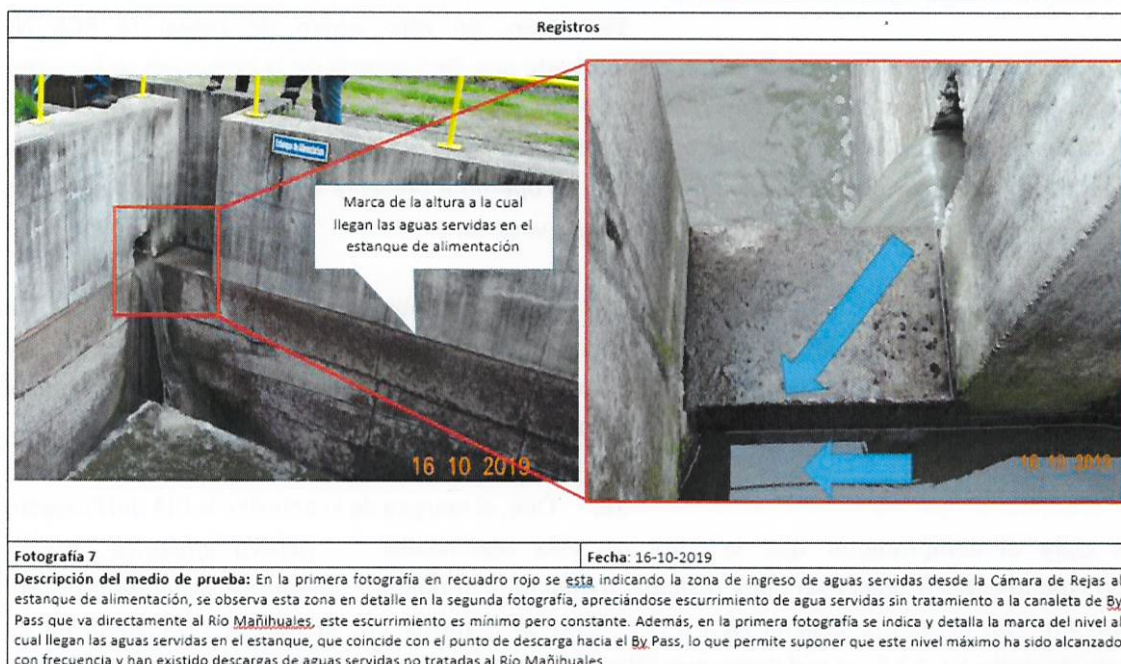 Registros
Estanque de Alimentación
Marca de la altura a la cual
llegan las aguas servidas en el
estanque de alimentación
16 10 2019
16 10 2019
Fotografía 7
Fecha: 16-10-2019
Descripción del medio de prueba: En la primera fotografía en recuadro rojo se esta indicando la zona de ingreso de aguas servidas desde la Cámara de Rejas al
estanque de alimentación, se observa esta zona en detalle en la segunda fotografía, apreciándose escurrimiento de agua servidas sin tratamiento a la canaleta de By
Pass que va directamente al Río Mañihuales, este escurrimiento es mínimo pero constante. Además, en la primera fotografía se indica y detalla la marca del nivel al
cual llegan las aguas servidas en el estanque, que coincide con el punto de descarga hacia el By Pass, lo que permite suponer que este nivel máximo ha sido alcanzado
con frecuencia y han existido descargas de aguas servidas no tratadas al Río Mañihuales.